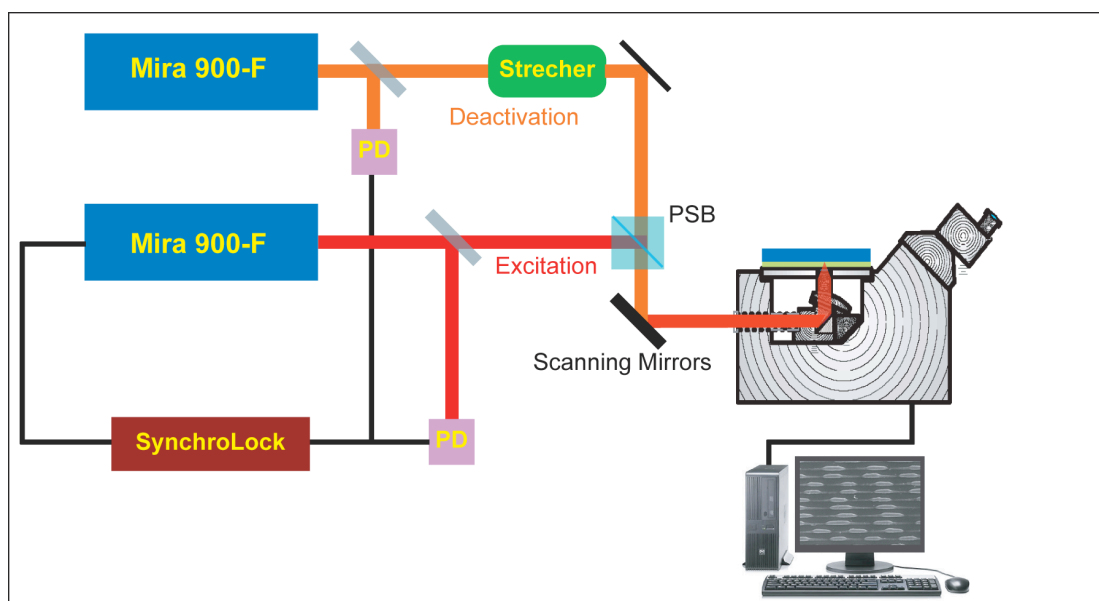 Mira 900-F
Strecher
Deactivation
PD
Mira 900-F
PSB
Excitation
Scanning Mirrors
SynchroLock
PD